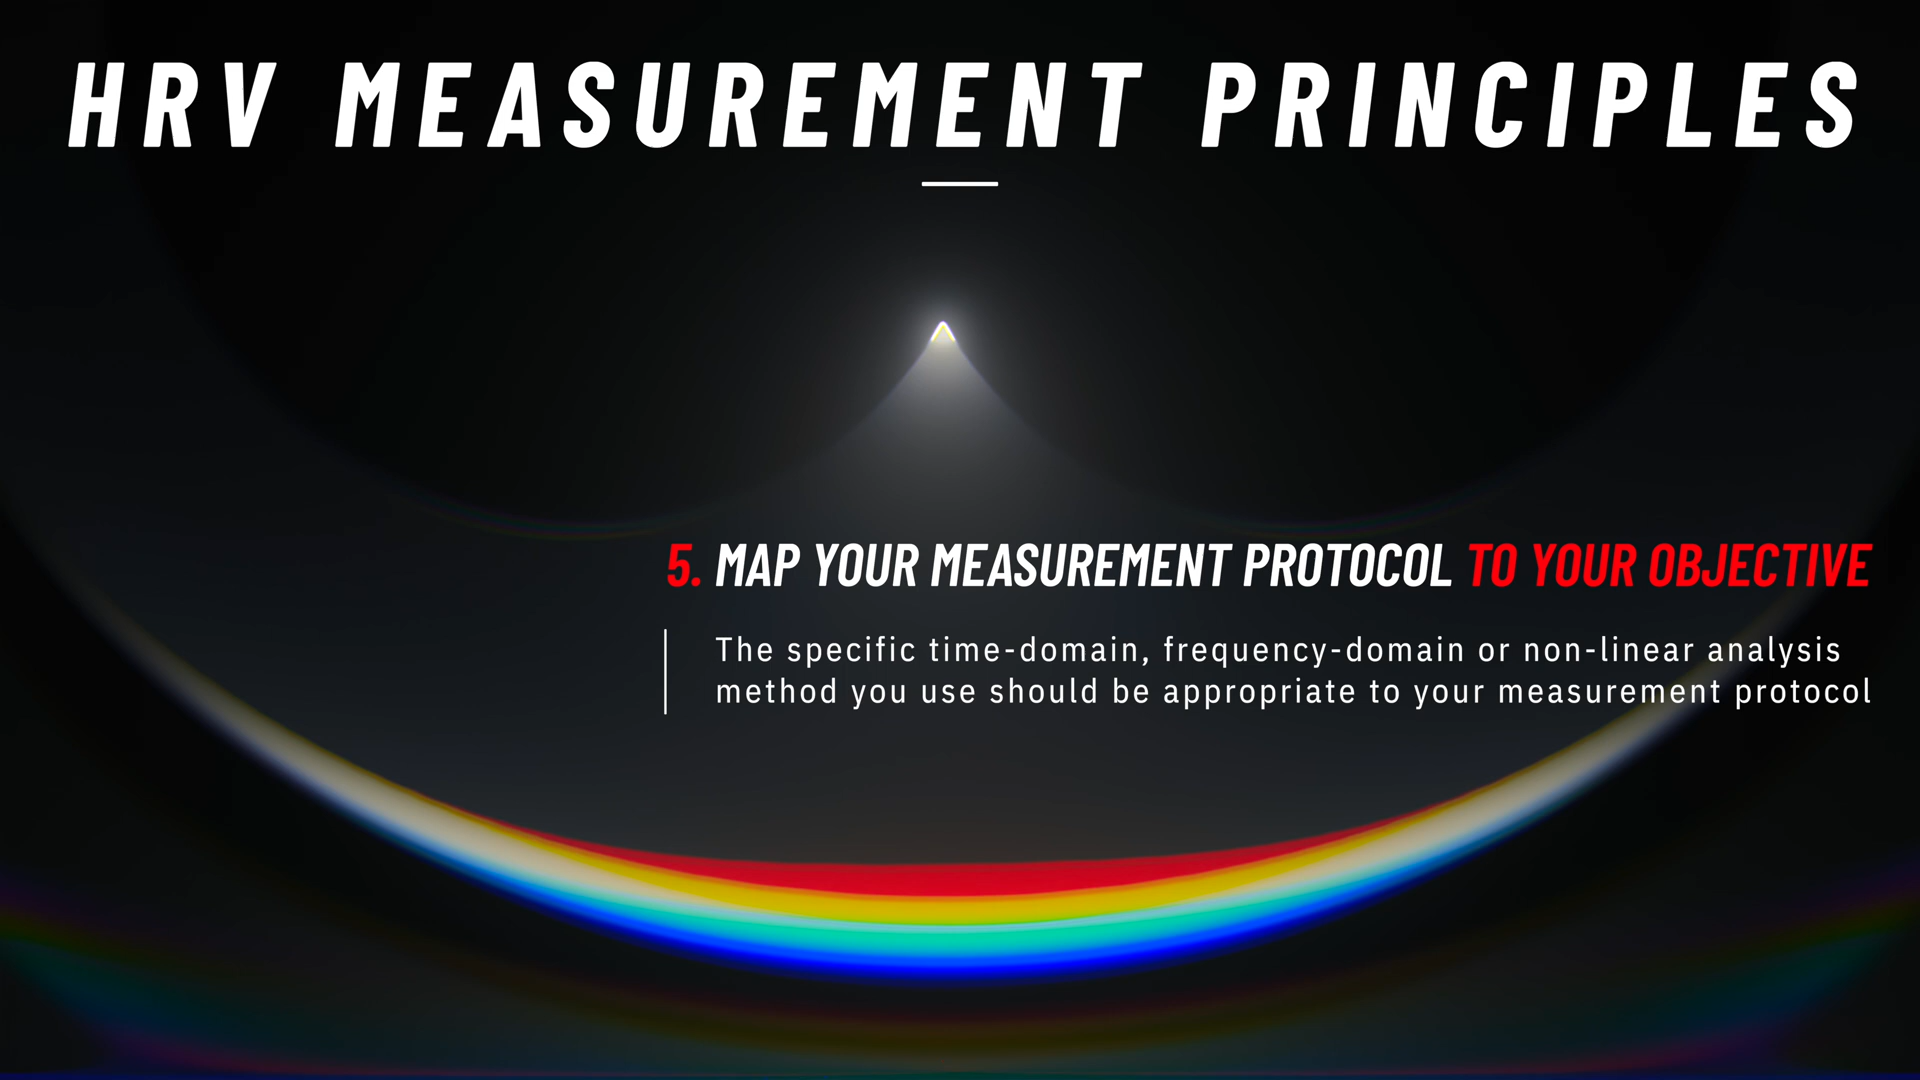 HRV MEASUREMENT PRINCIPLES
5. MAP YOUR MEASUREMENT PROTOCOL TO YOUR OBJECTIVE
The specific time-domain, frequency-domain or non-linear analysis
method you use should be appropriate to your measurement protocol